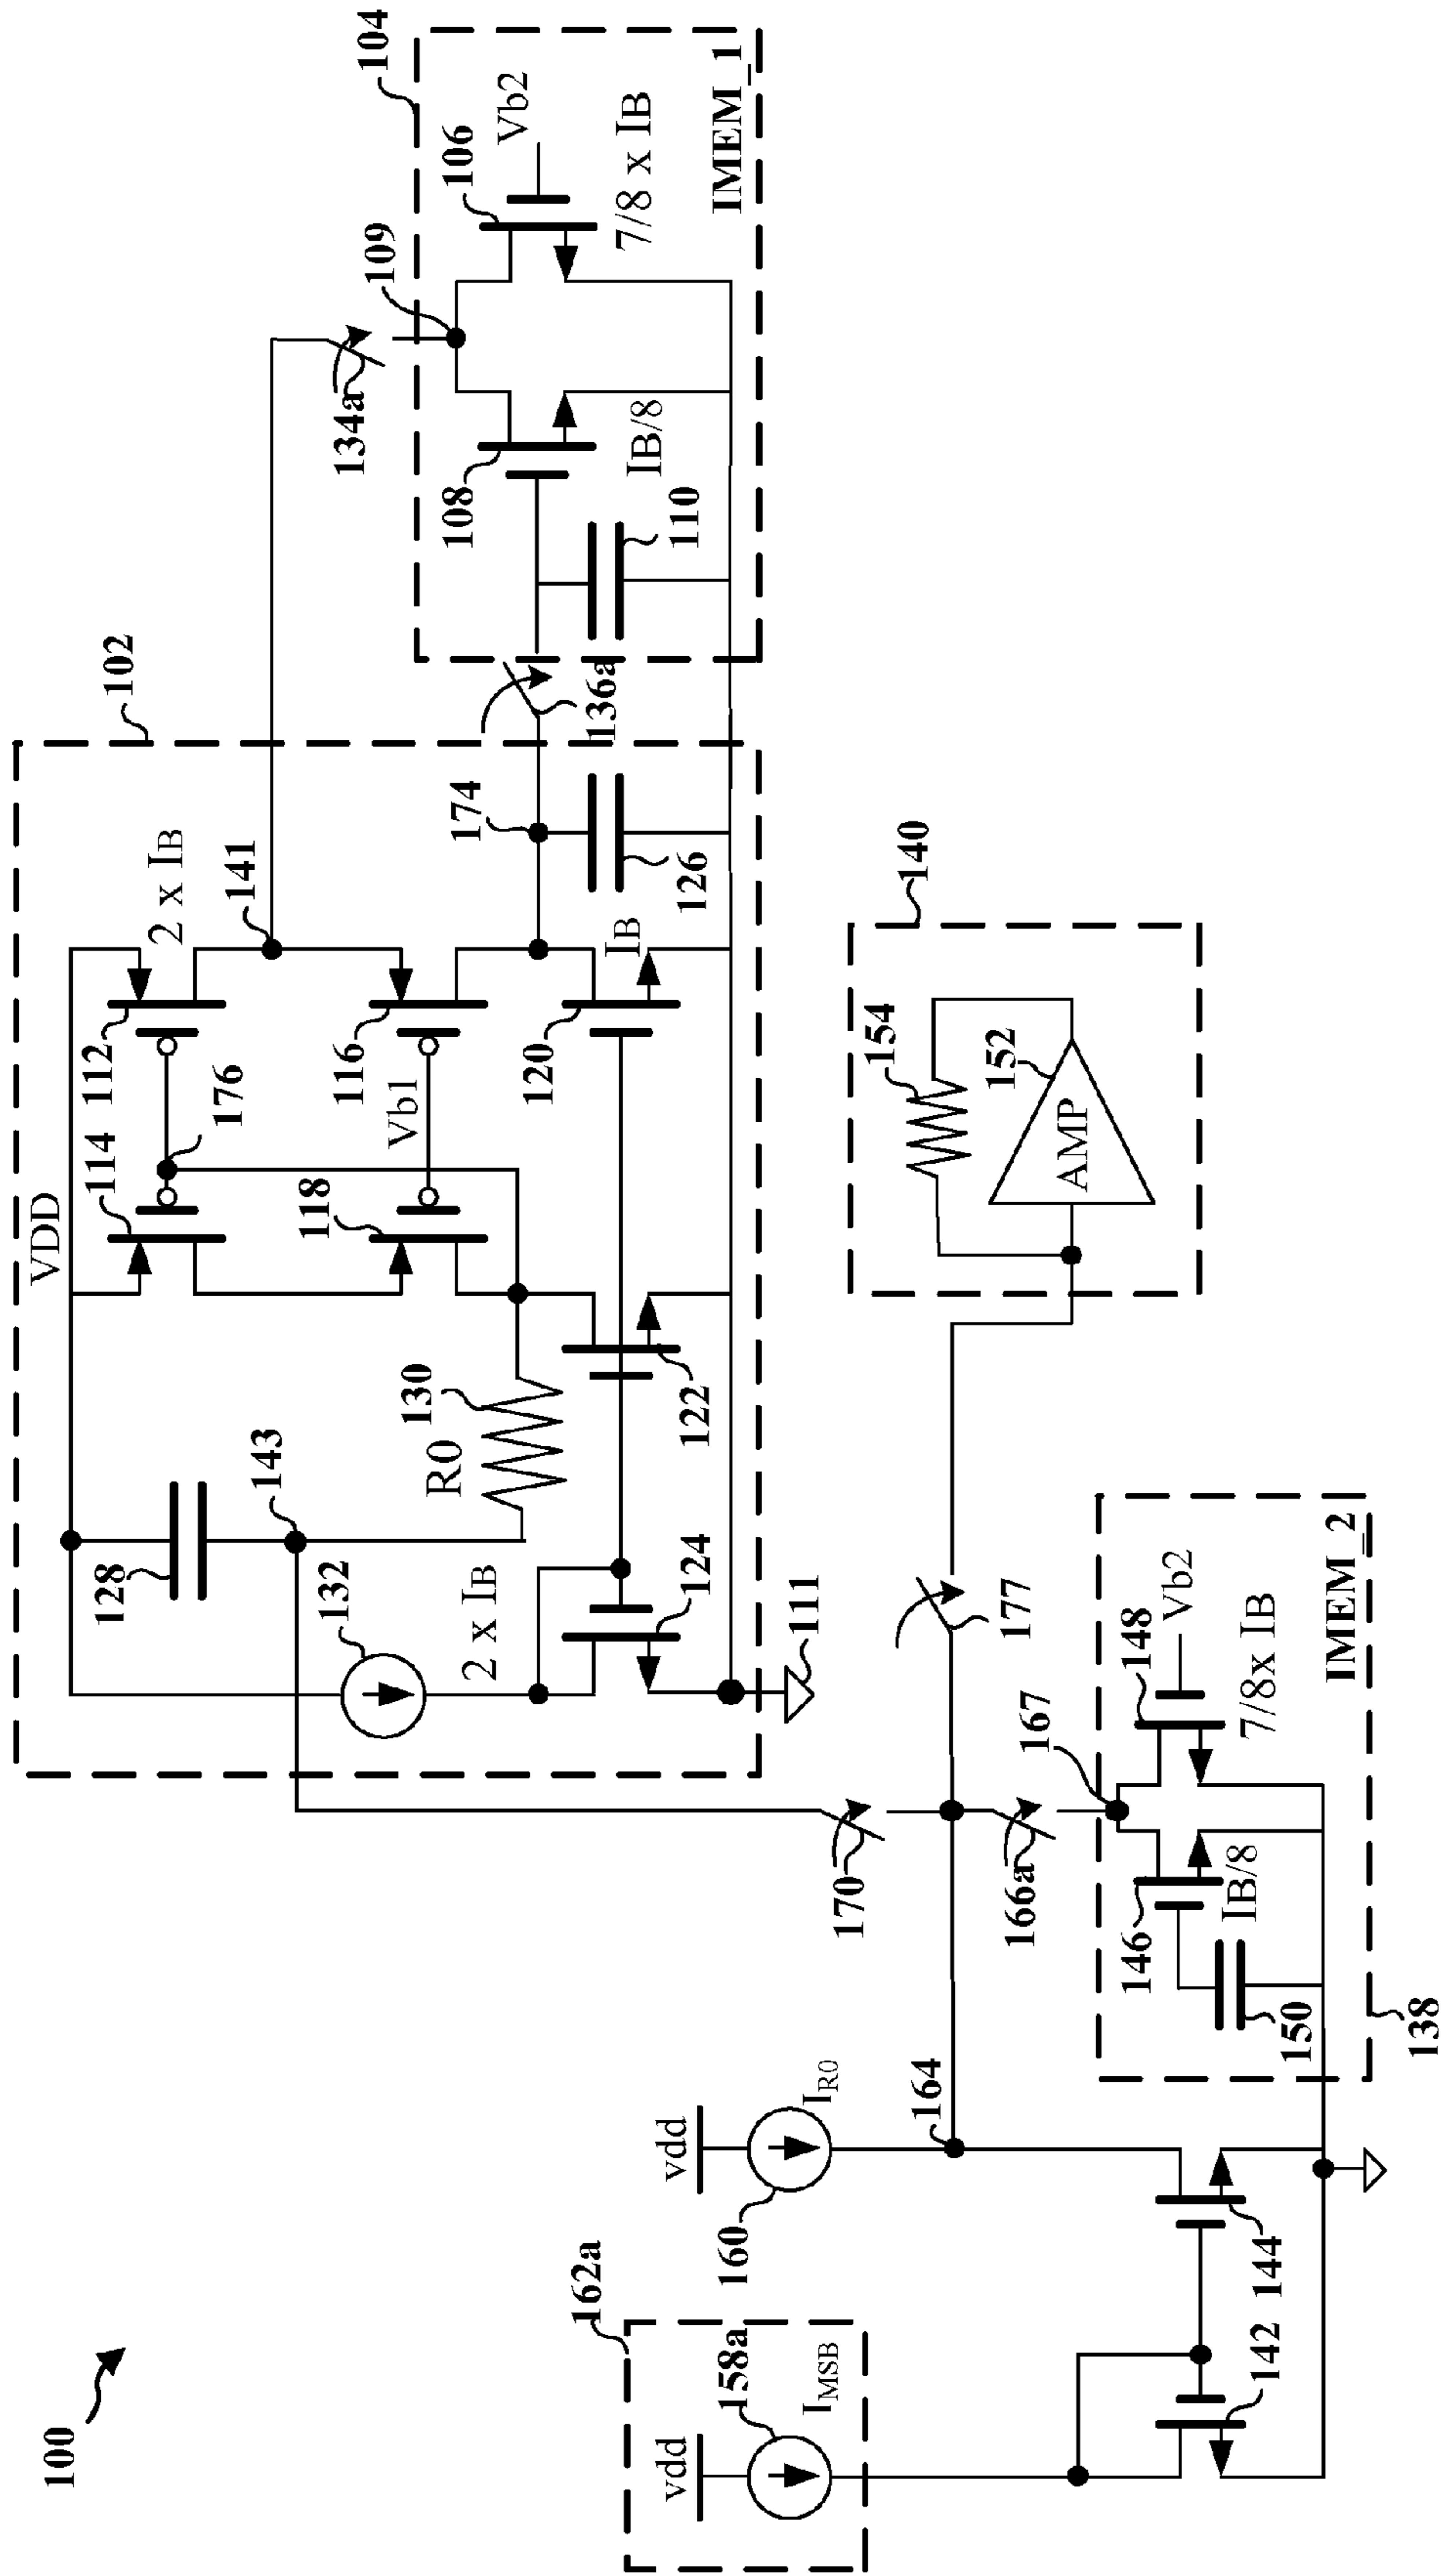 100
102
VDD
114
112
2 x IB
176
141
128
143
132
118
116
Vb1
R0
130
2 x IB
124
122
120
IB
174
126
111
104
134a
109
108
106
Vb2
IB/8
7/8 x IB
110
136a
IMEM_1
140
154
152
AMP
177
170
166a
167
146
148
Vb2
IB/8
7/8x IB
150
IMEM_2
138
162a
vdd
158a
IMSB
vdd
160
IR0
164
142
144